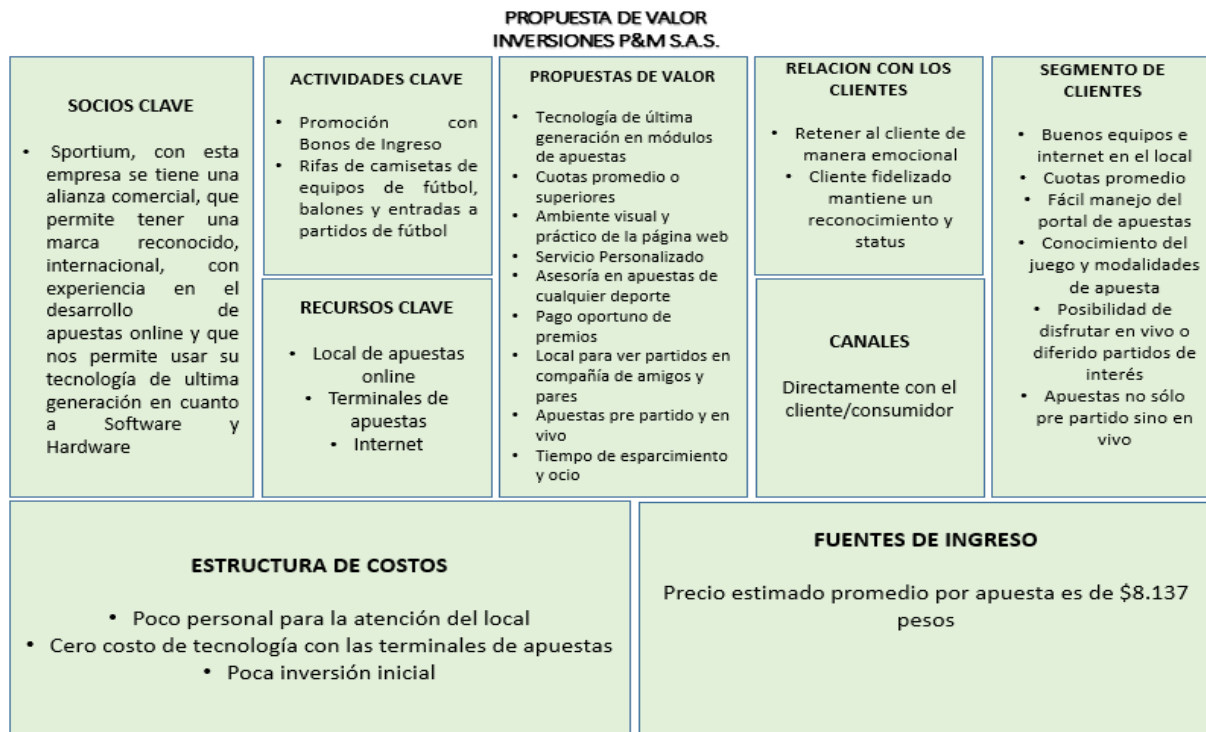 PROPUESTA DE VALOR
INVERSIONES P&M S.A.S.
SOCIOS CLAVE
• Sportium, con esta
empresa se tiene una
alianza comercial, que
permite tener una
marca reconocido,
internacional, con
experiencia en el
desarrollo de
apuestas online y que
nos permite usar su
tecnología de ultima
generación en cuanto
a Software y
Hardware
ACTIVIDADES CLAVE
• Promoción con
Bonos de Ingreso
• Rifas de camisetas de
equipos de fútbol,
balones y entradas a
partidos de fútbol
RECURSOS CLAVE
• Local de apuestas
online
• Terminales de
apuestas
• Internet
PROPUESTAS DE VALOR
• Tecnología de última
generación en módulos
de apuestas
• Cuotas promedio o
superiores
• Ambiente visual y
práctico de la página web
• Servicio Personalizado
• Asesoría en apuestas de
cualquier deporte
• Pago oportuno de
premios
• Local para ver partidos en
compañía de amigos y
pares
• Apuestas pre partido y en
vivo
• Tiempo de esparcimiento
y ocio
RELACION CON LOS
CLIENTES
• Retener al cliente de
manera emocional
• Cliente fidelizado
mantiene un
reconocimiento y
status
CANALES
Directamente con el
cliente/consumidor
SEGMENTO DE
CLIENTES
• Buenos equipos e
internet en el local
• Cuotas promedio
• Fácil manejo del
portal de apuestas
• Conocimiento del
juego y modalidades
de apuesta
• Posibilidad de
disfrutar en vivo o
diferido partidos de
interés
• Apuestas no sólo
pre partido sino en
vivo
ESTRUCTURA DE COSTOS
• Poco personal para la atención del local
• Cero costo de tecnología con las terminales de apuestas
• Poca inversión inicial
FUENTES DE INGRESO
Precio estimado promedio por apuesta es de $8.137
pesos